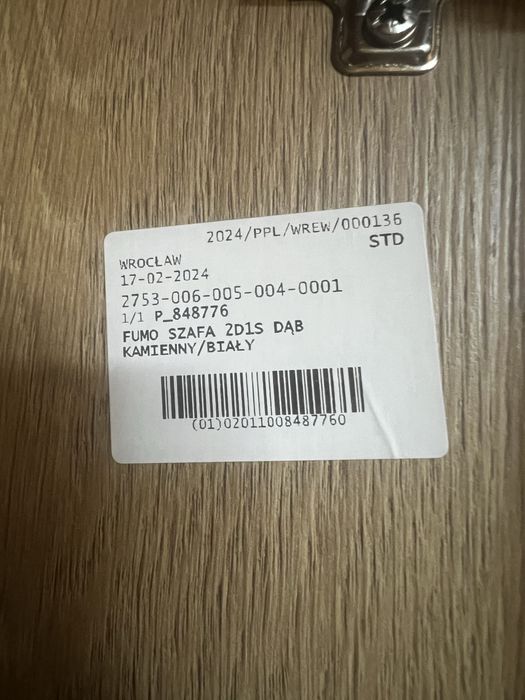 2024/PPL/WREW/000136
STD
WROCŁAW
17-02-2024
2753-006-005-004-0001
1/1 P_848776
FUMO SZAFA 2D1S DĄB
KAMIENNY/BIAŁY
(01)02011008487760